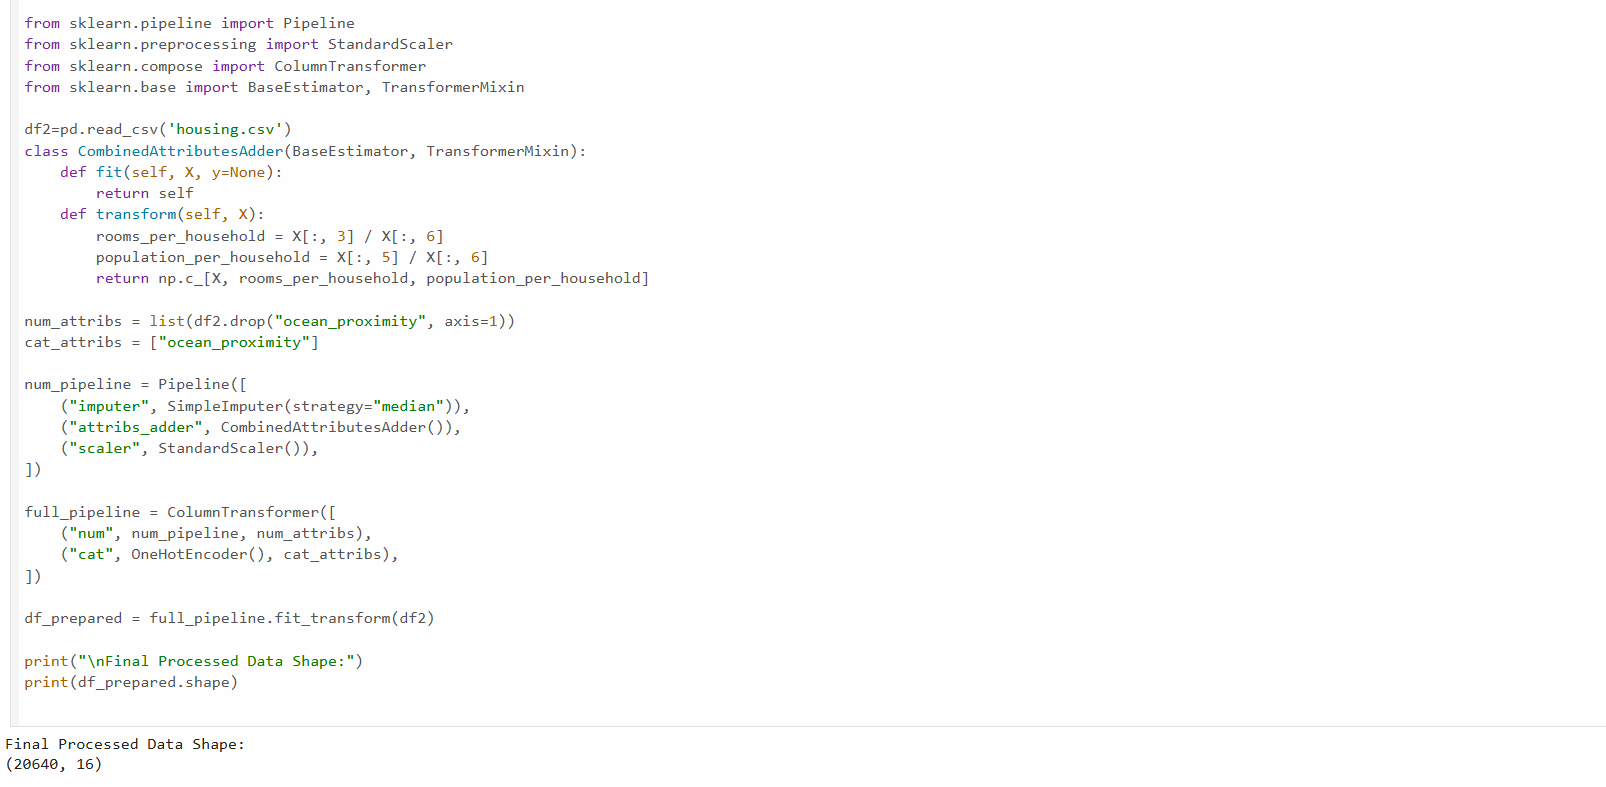 from sklearn.pipeline import Pipeline
from sklearn.preprocessing import StandardScaler
from sklearn.compose import ColumnTransformer
from sklearn.base import BaseEstimator, TransformerMixin

df2=pd.read_csv('housing.csv')
class CombinedAttributesAdder(BaseEstimator, TransformerMixin):
    def fit(self, X, y=None):
        return self
    def transform(self, X):
        rooms_per_household = X[:, 3] / X[:, 6]
        population_per_household = X[:, 5] / X[:, 6]
        return np.c_[X, rooms_per_household, population_per_household]

num_attribs = list(df2.drop("ocean_proximity", axis=1))
cat_attribs = ["ocean_proximity"]

num_pipeline = Pipeline([
    ("imputer", SimpleImputer(strategy="median")),
    ("attribs_adder", CombinedAttributesAdder()),
    ("scaler", StandardScaler()),
])

full_pipeline = ColumnTransformer([
    ("num", num_pipeline, num_attribs),
    ("cat", OneHotEncoder(), cat_attribs),
])

df_prepared = full_pipeline.fit_transform(df2)

print("\nFinal Processed Data Shape:")
print(df_prepared.shape)

Final Processed Data Shape:
(20640, 16)